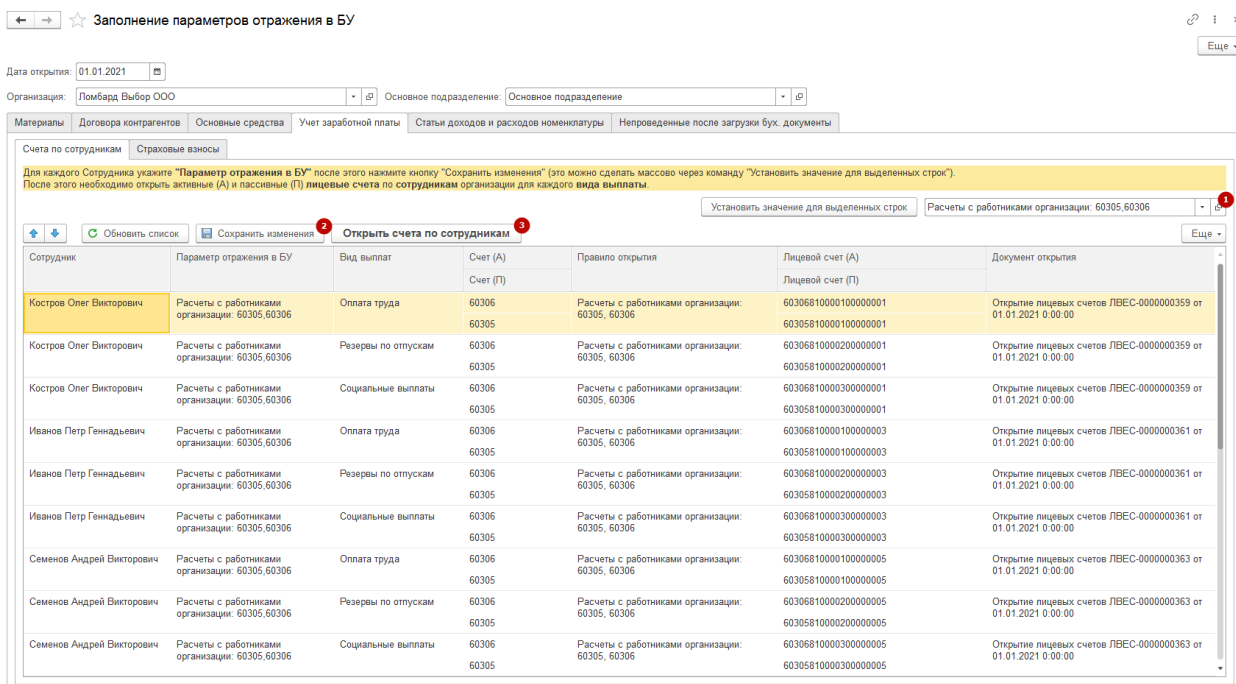 Заполнение параметров отражения в БУ
Еще
Дата открытия: 01.01.2021
Организация: Ломбард Выбор ООО Основное подразделение: Основное подразделение
Материалы Договора контрагентов Основные средства Учет заработной платы Статьи доходов и расходов номенклатуры Непроведенные после загрузки бух. документы
Счета по сотрудникам Страховые взносы
Для каждого Сотрудника укажите "Параметр отражения в БУ" после этого нажмите кнопку "Сохранить изменения" (это можно сделать массово через команду "Установить значение для выделенных строк").
После этого необходимо открыть активные (А) и пассивные (П) лицевые счета по сотрудникам организации для каждого вида выплаты.
Установить значение для выделенных строк Расчеты с работниками организации: 60305,60306 1
Обновить список Сохранить изменения 2 Открыть счета по сотрудникам 3 Еще
Сотрудник Параметр отражения в БУ Вид выплат Счет (А) Правило открытия Лицевой счет (А) Документ открытия
Счет (П) Лицевой счет (П)
Костров Олег Викторович Расчеты с работниками Оплата труда 60306 Расчеты с работниками организации: 60306810000100000001 Открытие лицевых счетов ЛВЕС-0000000359 от
организации: 60305,60306 60305, 60306 01.01.2021 0:00:00
60305 60305810000100000001
Костров Олег Викторович Расчеты с работниками Резервы по отпускам 60306 Расчеты с работниками организации: 60306810000200000001 Открытие лицевых счетов ЛВЕС-0000000359 от
организации: 60305,60306 60305, 60306 01.01.2021 0:00:00
60305 60305810000200000001
Костров Олег Викторович Расчеты с работниками Социальные выплаты 60306 Расчеты с работниками организации: 60306810000300000001 Открытие лицевых счетов ЛВЕС-0000000359 от
организации: 60305,60306 60305, 60306 01.01.2021 0:00:00
60305 60305810000300000001
Иванов Петр Геннадьевич Расчеты с работниками Оплата труда 60306 Расчеты с работниками организации: 60306810000100000003 Открытие лицевых счетов ЛВЕС-0000000361 от
организации: 60305,60306 60305, 60306 01.01.2021 0:00:00
60305 60305810000100000003
Иванов Петр Геннадьевич Расчеты с работниками Резервы по отпускам 60306 Расчеты с работниками организации: 60306810000200000003 Открытие лицевых счетов ЛВЕС-0000000361 от
организации: 60305,60306 60305, 60306 01.01.2021 0:00:00
60305 60305810000200000003
Иванов Петр Геннадьевич Расчеты с работниками Социальные выплаты 60306 Расчеты с работниками организации: 60306810000300000003 Открытие лицевых счетов ЛВЕС-0000000361 от
организации: 60305,60306 60305, 60306 01.01.2021 0:00:00
60305 60305810000300000003
Семенов Андрей Викторович Расчеты с работниками Оплата труда 60306 Расчеты с работниками организации: 60306810000100000005 Открытие лицевых счетов ЛВЕС-0000000363 от
организации: 60305,60306 60305, 60306 01.01.2021 0:00:00
60305 60305810000100000005
Семенов Андрей Викторович Расчеты с работниками Резервы по отпускам 60306 Расчеты с работниками организации: 60306810000200000005 Открытие лицевых счетов ЛВЕС-0000000363 от
организации: 60305,60306 60305, 60306 01.01.2021 0:00:00
60305 60305810000200000005
Семенов Андрей Викторович Расчеты с работниками Социальные выплаты 60306 Расчеты с работниками организации: 60306810000300000005 Открытие лицевых счетов ЛВЕС-0000000363 от
организации: 60305,60306 60305, 60306 01.01.2021 0:00:00
60305 60305810000300000005